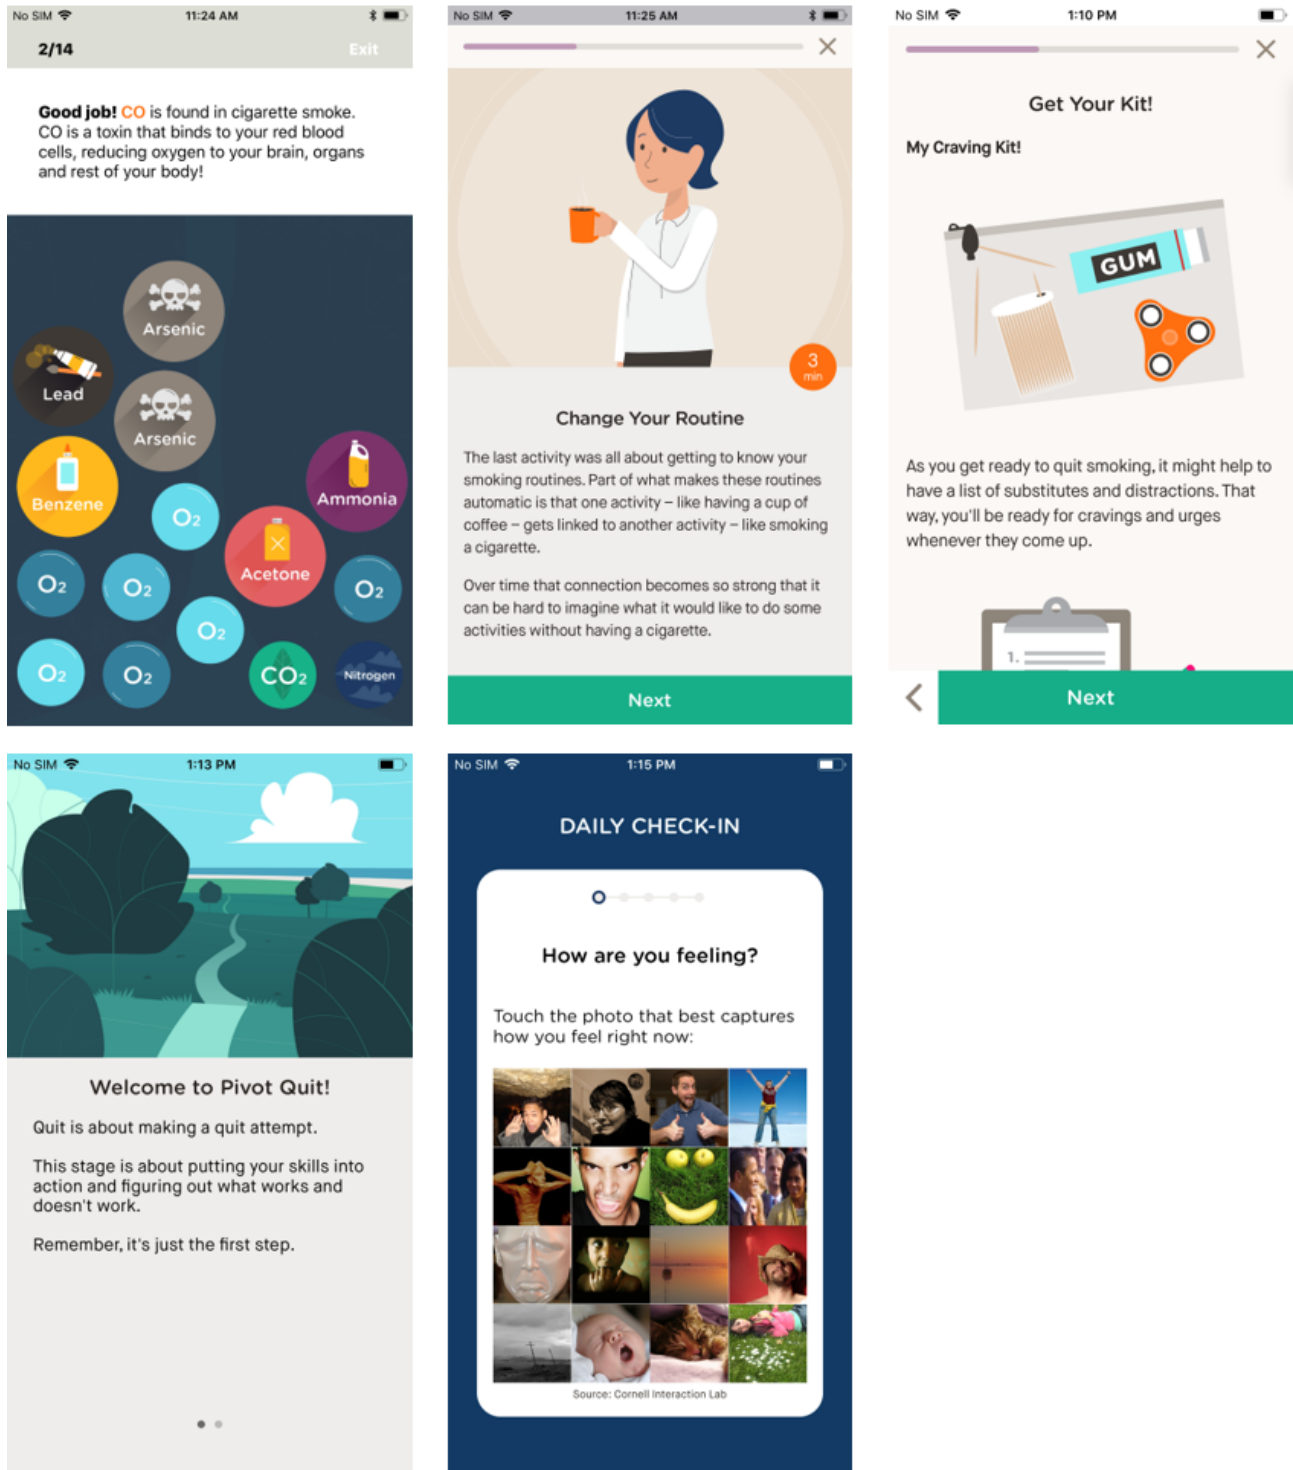 No SIM 11:24 AM
2/14 Exit
Good job! CO is found in cigarette smoke.
CO is a toxin that binds to your red blood
cells, reducing oxygen to your brain, organs
and rest of your body!
Arsenic
Lead
Arsenic
Benzene
Ammonia
O2
Acetone
O2
O2
O2
O2
O2
O2
CO2
Nitrogen
No SIM 11:25 AM
3
min
Change Your Routine
The last activity was all about getting to know your
smoking routines. Part of what makes these routines
automatic is that one activity – like having a cup of
coffee – gets linked to another activity – like smoking
a cigarette.
Over time that connection becomes so strong that it
can be hard to imagine what it would like to do some
activities without having a cigarette.
Next
No SIM 1:10 PM
Get Your Kit!
My Craving Kit!
GUM
As you get ready to quit smoking, it might help to
have a list of substitutes and distractions. That
way, you'll be ready for cravings and urges
whenever they come up.
1.
Next
No SIM 1:13 PM
Welcome to Pivot Quit!
Quit is about making a quit attempt.
This stage is about putting your skills into
action and figuring out what works and
doesn't work.
Remember, it's just the first step.
No SIM 1:15 PM
DAILY CHECK-IN
How are you feeling?
Touch the photo that best captures
how you feel right now:
Source: Cornell Interaction Lab